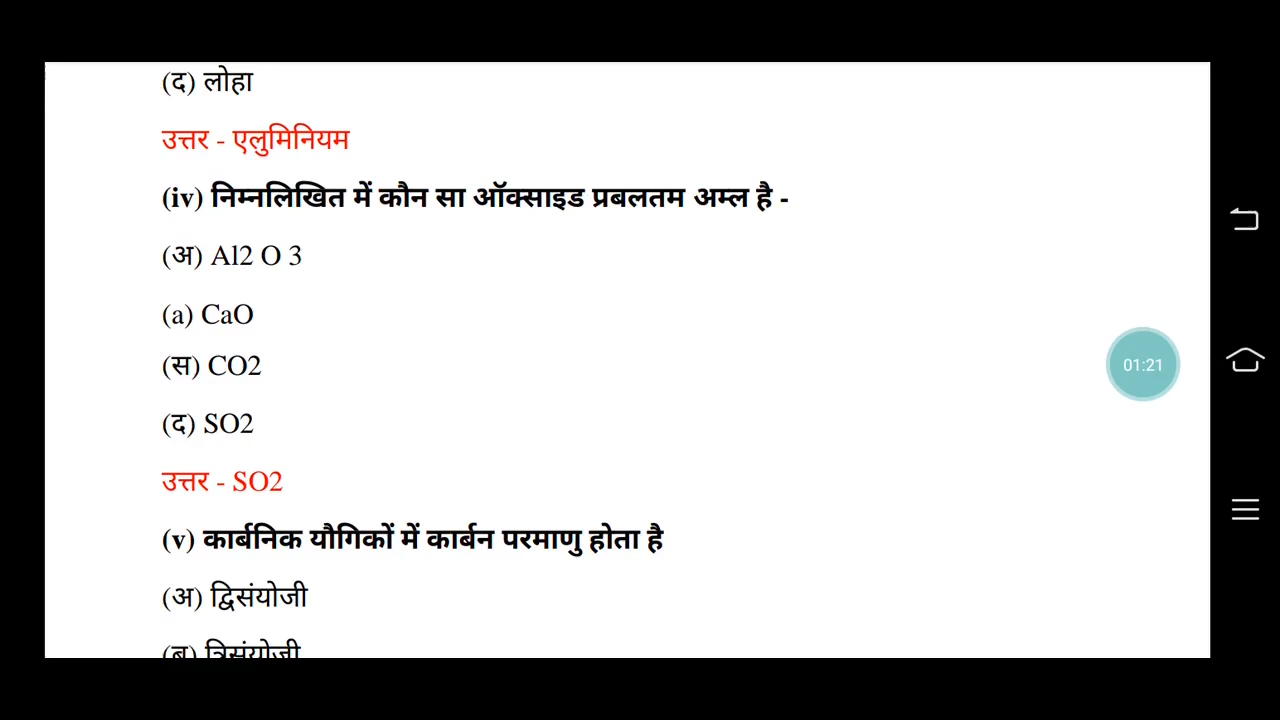 (द) लोहा
उत्तर - एलुमिनियम
(iv) निम्नलिखित में कौन सा ऑक्साइड प्रबलतम अम्ल है -
(अ) Al2 O 3
(a) CaO
(स) CO2
01:21
(द) SO2
उत्तर - SO2
(v) कार्बनिक यौगिकों में कार्बन परमाणु होता है
(अ) द्विसंयोजी
(ब) त्रिसंयोजी